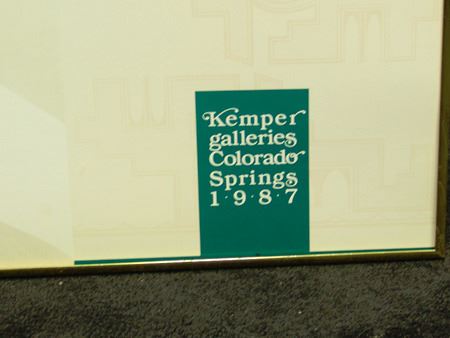 Kemper
galleries
Colorado
Springs
1·9·8·7